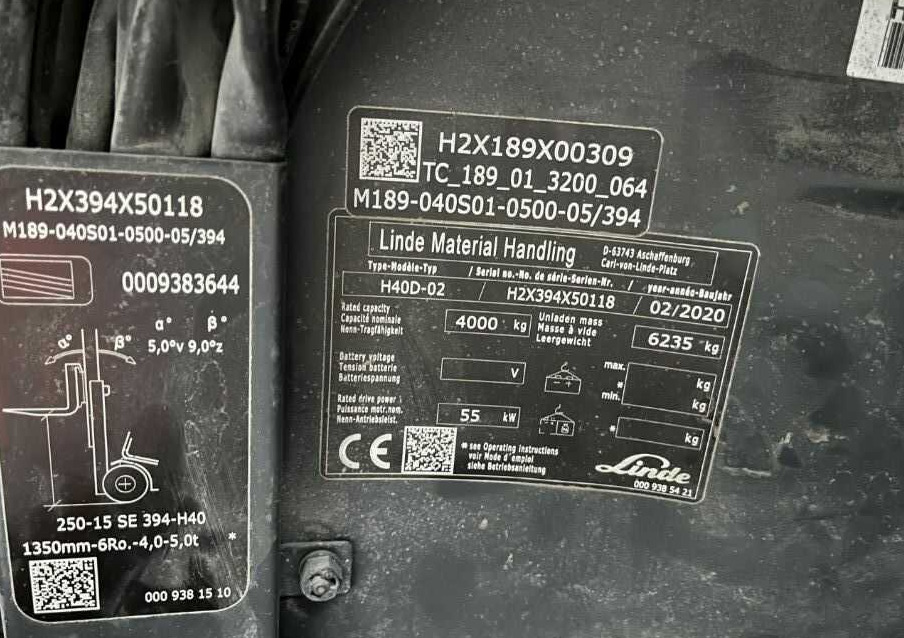 H2X394X50118
M189-040S01-0500-05/394
0009383644
α° β°
5,0°v 9,0°z
α° β°
250-15 SE 394-H40
1350mm-6Ro.-4,0-5,0t *
000 938 15 10
H2X189X00309
TC_189_01_3200_064
M189-040S01-0500-05/394
Linde Material Handling
D-63743 Aschaffenburg
Carl-von-Linde-Platz
Type-Modèle-Typ / Serial no.-No. de série-Serien-Nr. / year-année-Baujahr
H40D-02 / H2X394X50118 / 02/2020
Rated capacity
Capacité nominale
Nenn-Tragfähigkeit
4000 kg
Unladen mass
Masse à vide
Leergewicht
6235 kg
Battery voltage
Tension batterie
Batteriespannung
V
max. kg
*
min. kg
Rated drive power
Puissance motr.nom.
Nenn-Antriebsleist.
55 kW
* kg
CE
* see Operating instructions
voir Mode d'emploi
siehe Betriebsanleitung
Linde
000 938 54 21